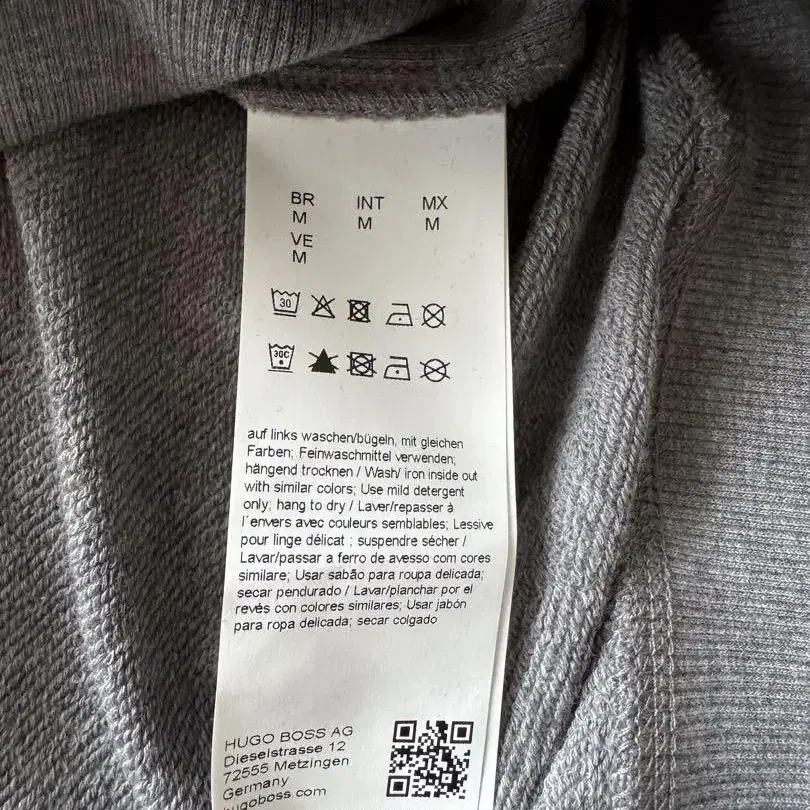 BR INT MX
M M M
VE
M
30
30C
auf links waschen/bügeln, mit gleichen
Farben; Feinwaschmittel verwenden;
hängend trocknen / Wash/ iron inside out
with similar colors; Use mild detergent
only; hang to dry / Laver/repasser à
l´envers avec couleurs semblables; Lessive
pour linge délicat ; suspendre sécher /
Lavar/passar a ferro de avesso com cores
similare; Usar sabão para roupa delicada;
secar pendurado / Lavar/planchar por el
revés con colores similares; Usar jabón
para ropa delicada; secar colgado
HUGO BOSS AG
Dieselstrasse 12
72555 Metzingen
Germany
hugoboss.com